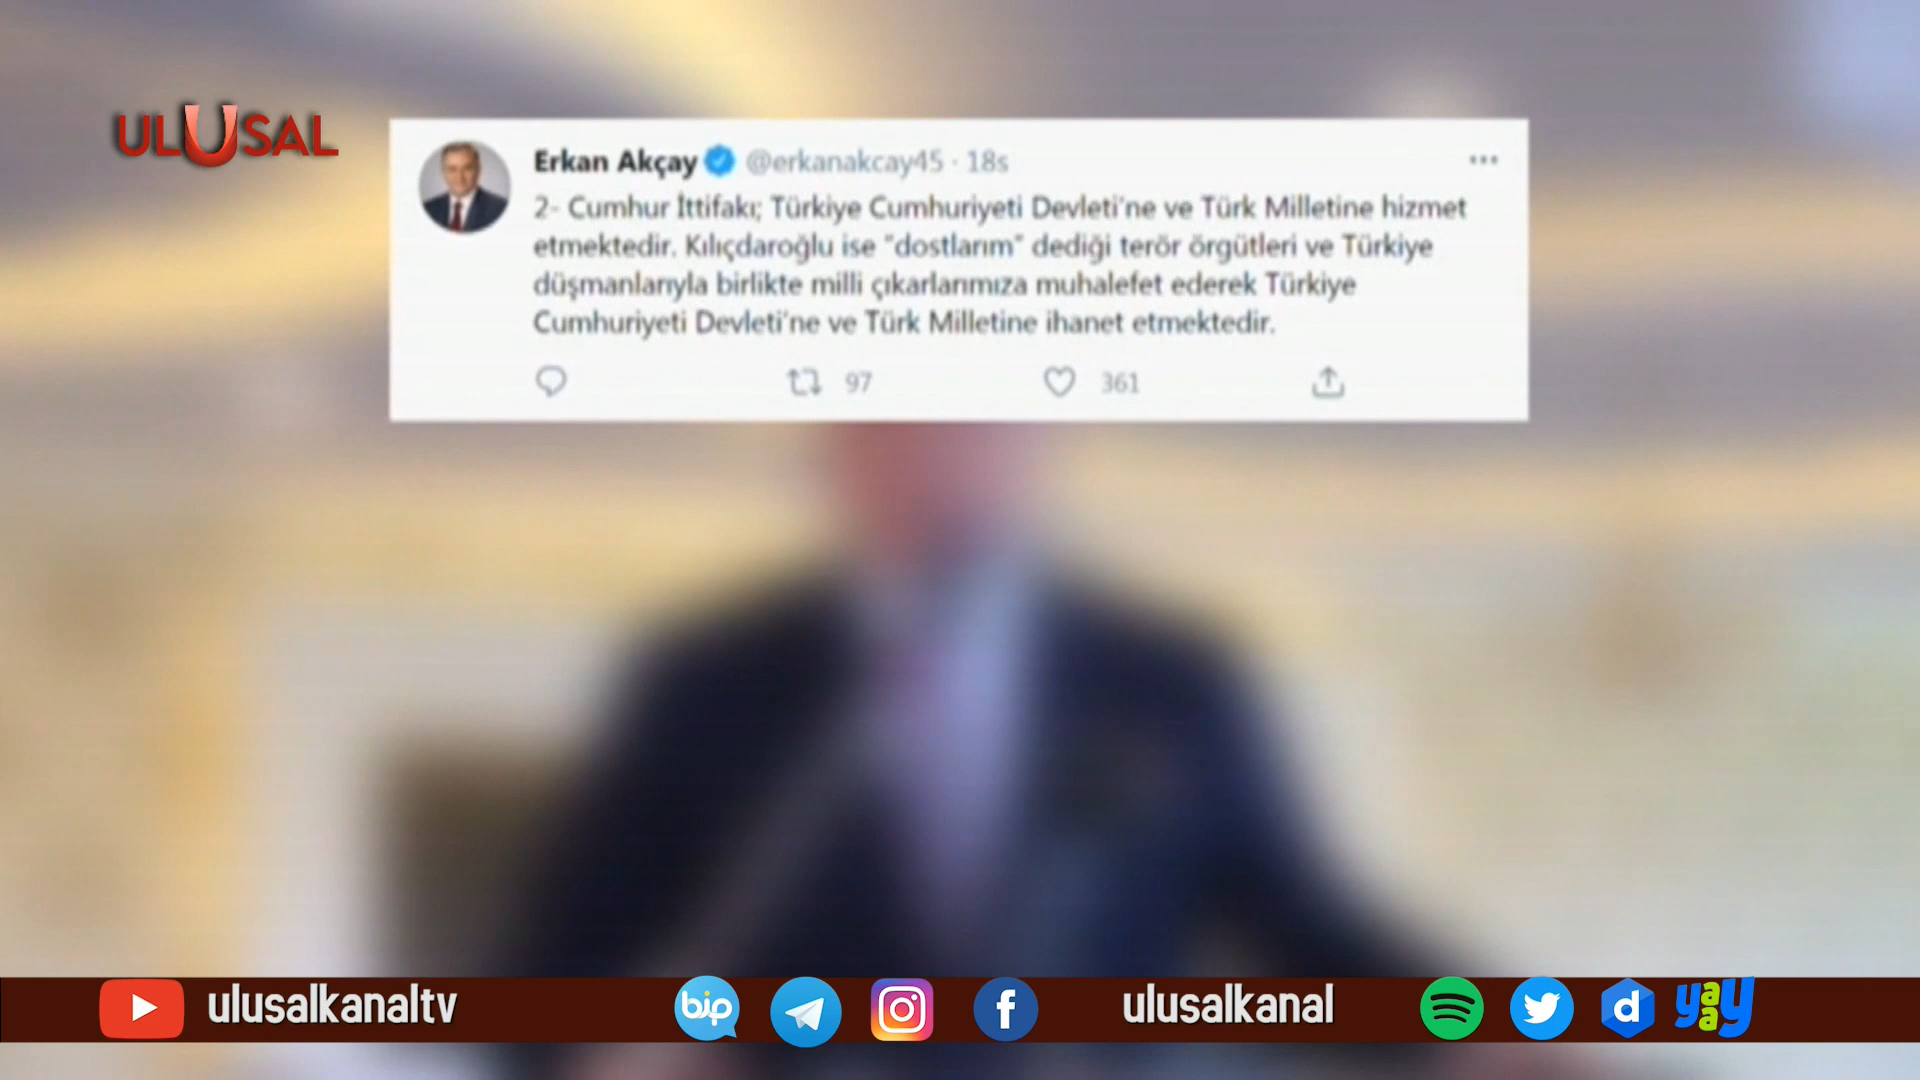 ULUSAL
Erkan Akçay @erkanakcay45 · 18s
2- Cumhur İttifakı; Türkiye Cumhuriyeti Devleti'ne ve Türk Milletine hizmet
etmektedir. Kılıçdaroğlu ise "dostlarım" dediği terör örgütleri ve Türkiye
düşmanlarıyla birlikte milli çıkarlarımıza muhalefet ederek Türkiye
Cumhuriyeti Devleti'ne ve Türk Milletine ihanet etmektedir.
97 361
ulusalkanaltv bip f ulusalkanal d yaay